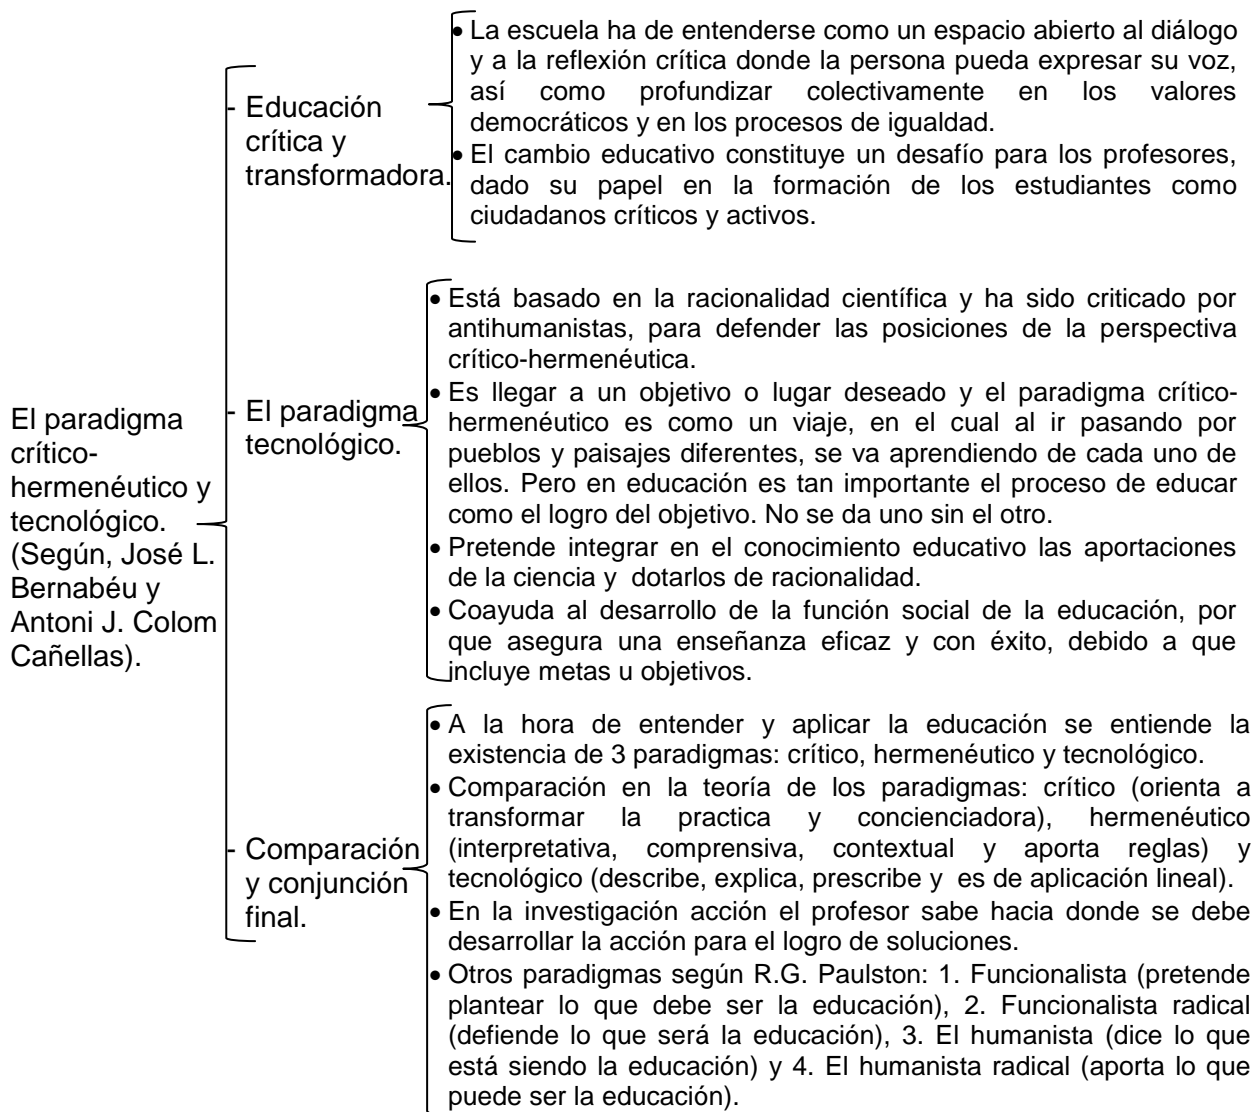 El paradigma
crítico-
hermenéutico y
tecnológico.
(Según, José L.
Bernabéu y
Antoni J. Colom
Cañellas).
- Educación
crítica y
transformadora.
• La escuela ha de entenderse como un espacio abierto al diálogo
y a la reflexión crítica donde la persona pueda expresar su voz,
así como profundizar colectivamente en los valores
democráticos y en los procesos de igualdad.
• El cambio educativo constituye un desafío para los profesores,
dado su papel en la formación de los estudiantes como
ciudadanos críticos y activos.
- El paradigma
tecnológico.
• Está basado en la racionalidad científica y ha sido criticado por
antihumanistas, para defender las posiciones de la perspectiva
crítico-hermenéutica.
• Es llegar a un objetivo o lugar deseado y el paradigma crítico-
hermenéutico es como un viaje, en el cual al ir pasando por
pueblos y paisajes diferentes, se va aprendiendo de cada uno de
ellos. Pero en educación es tan importante el proceso de educar
como el logro del objetivo. No se da uno sin el otro.
• Pretende integrar en el conocimiento educativo las aportaciones
de la ciencia y dotarlos de racionalidad.
• Coayuda al desarrollo de la función social de la educación, por
que asegura una enseñanza eficaz y con éxito, debido a que
incluye metas u objetivos.
- Comparación
y conjunción
final.
• A la hora de entender y aplicar la educación se entiende la
existencia de 3 paradigmas: crítico, hermenéutico y tecnológico.
• Comparación en la teoría de los paradigmas: crítico (orienta a
transformar la practica y concienciadora), hermenéutico
(interpretativa, comprensiva, contextual y aporta reglas) y
tecnológico (describe, explica, prescribe y es de aplicación lineal).
• En la investigación acción el profesor sabe hacia donde se debe
desarrollar la acción para el logro de soluciones.
• Otros paradigmas según R.G. Paulston: 1. Funcionalista (pretende
plantear lo que debe ser la educación), 2. Funcionalista radical
(defiende lo que será la educación), 3. El humanista (dice lo que
está siendo la educación) y 4. El humanista radical (aporta lo que
puede ser la educación).